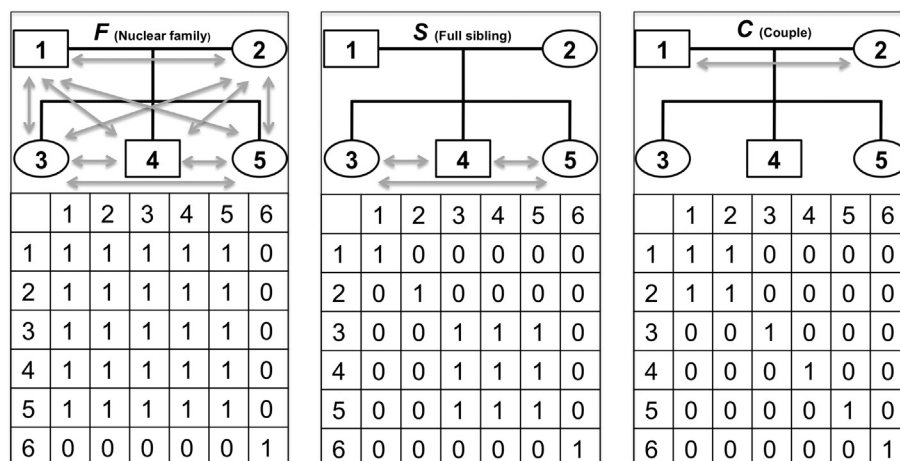 F (Nuclear family)
1 2
3 4 5
1 2 3 4 5 6
1 1 1 1 1 1 0
2 1 1 1 1 1 0
3 1 1 1 1 1 0
4 1 1 1 1 1 0
5 1 1 1 1 1 0
6 0 0 0 0 0 1
S (Full sibling)
1 2
3 4 5
1 2 3 4 5 6
1 1 0 0 0 0 0
2 0 1 0 0 0 0
3 0 0 1 1 1 0
4 0 0 1 1 1 0
5 0 0 1 1 1 0
6 0 0 0 0 0 1
C (Couple)
1 2
3 4 5
1 2 3 4 5 6
1 1 1 0 0 0 0
2 1 1 0 0 0 0
3 0 0 1 0 0 0
4 0 0 0 1 0 0
5 0 0 0 0 1 0
6 0 0 0 0 0 1